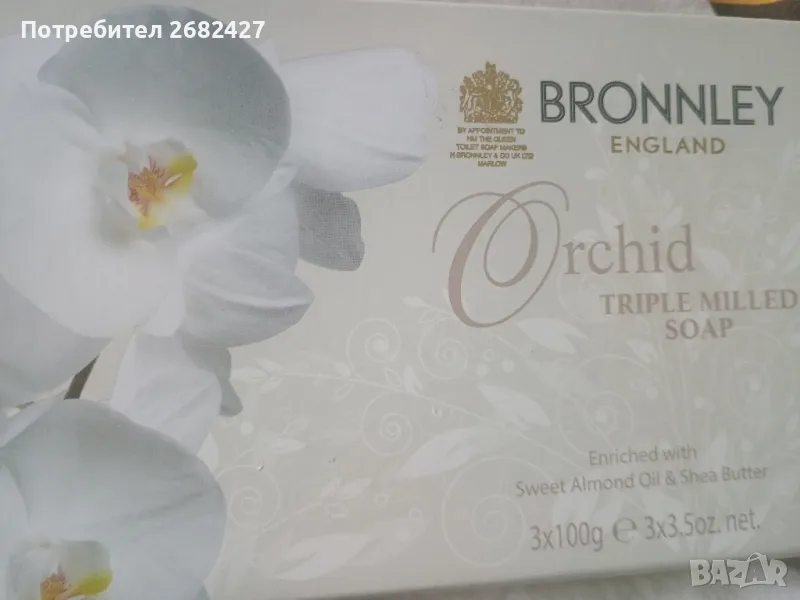 Потребител 2682427
BRONNLEY
ENGLAND
BY APPOINTMENT TO
HM THE QUEEN
TOILET SOAP MAKERS
H BRONNLEY & CO UK LTD
MARLOW
Orchid
TRIPLE MILLED
SOAP
Enriched with
Sweet Almond Oil & Shea Butter
3x100g ℮ 3x3.5oz. net.
BAZAR